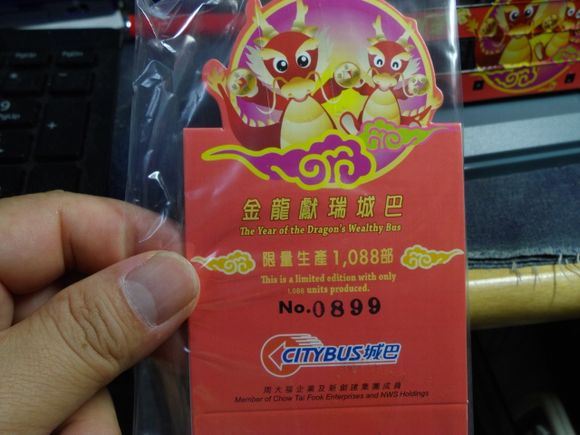 金龍獻瑞城巴
The Year of the Dragon's Wealthy Bus
限量生產1,088部
This is a limited edition with only
1,088 units produced.
No.0899
CITYBUS城巴
周大福企業及新創建集團成員
Member of Chow Tai Fook Enterprises and NWS Holdings